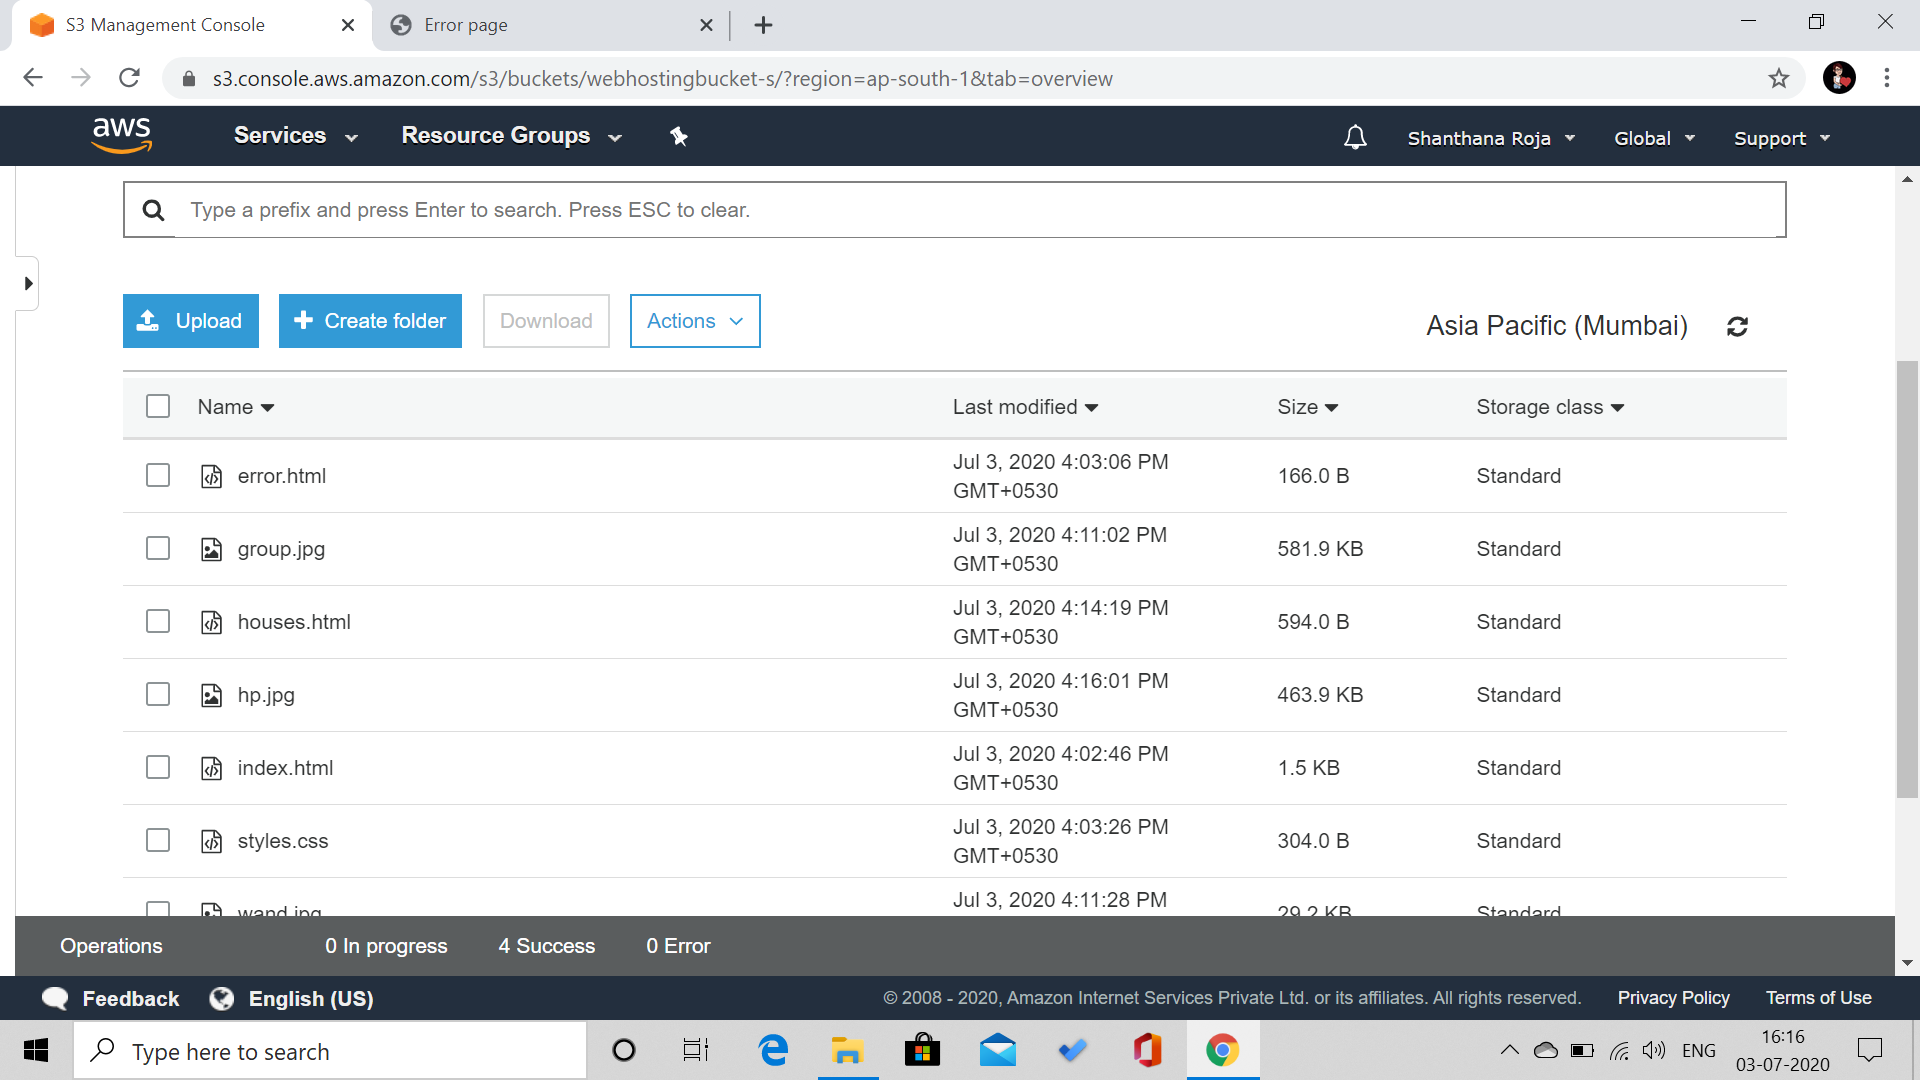 S3 Management Console
Error page
s3.console.aws.amazon.com/s3/buckets/webhostingbucket-s/?region=ap-south-1&tab=overview
aws Services Resource Groups Shanthana Roja Global Support
Type a prefix and press Enter to search. Press ESC to clear.
Upload Create folder Download Actions Asia Pacific (Mumbai)
Name Last modified Size Storage class
error.html Jul 3, 2020 4:03:06 PM GMT+0530 166.0 B Standard
group.jpg Jul 3, 2020 4:11:02 PM GMT+0530 581.9 KB Standard
houses.html Jul 3, 2020 4:14:19 PM GMT+0530 594.0 B Standard
hp.jpg Jul 3, 2020 4:16:01 PM GMT+0530 463.9 KB Standard
index.html Jul 3, 2020 4:02:46 PM GMT+0530 1.5 KB Standard
styles.css Jul 3, 2020 4:03:26 PM GMT+0530 304.0 B Standard
wand.jpg Jul 3, 2020 4:11:28 PM 29.2 KB Standard
Operations 0 In progress 4 Success 0 Error
Feedback English (US) © 2008 - 2020, Amazon Internet Services Private Ltd. or its affiliates. All rights reserved. Privacy Policy Terms of Use
Type here to search ENG 16:16
03-07-2020